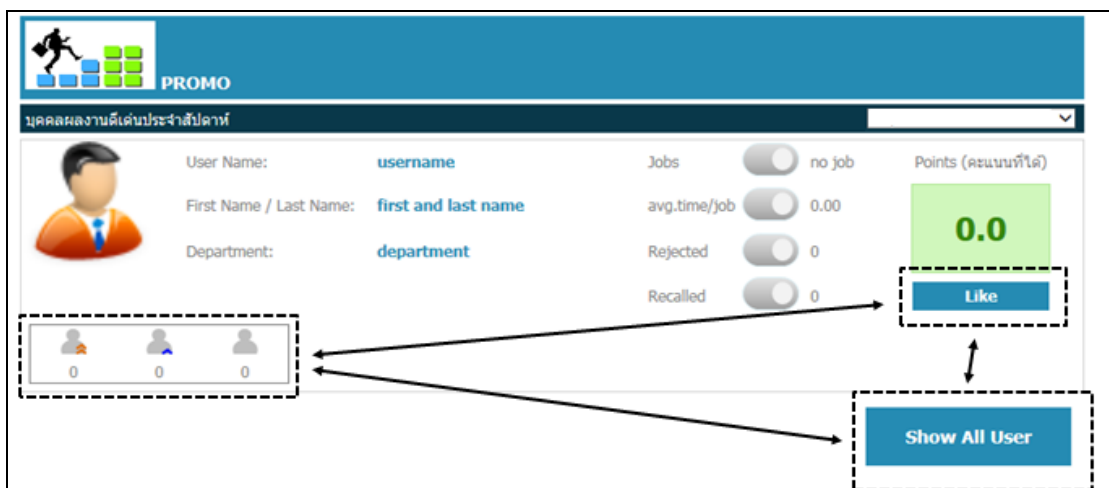 PROMO
บุคคลผลงานดีเด่นประจำสัปดาห์
User Name: username Jobs no job Points (คะแนนที่ได้)
First Name / Last Name: first and last name avg.time/job 0.00
0.0
Department: department Rejected 0
Recalled 0 Like
0 0 0
Show All User